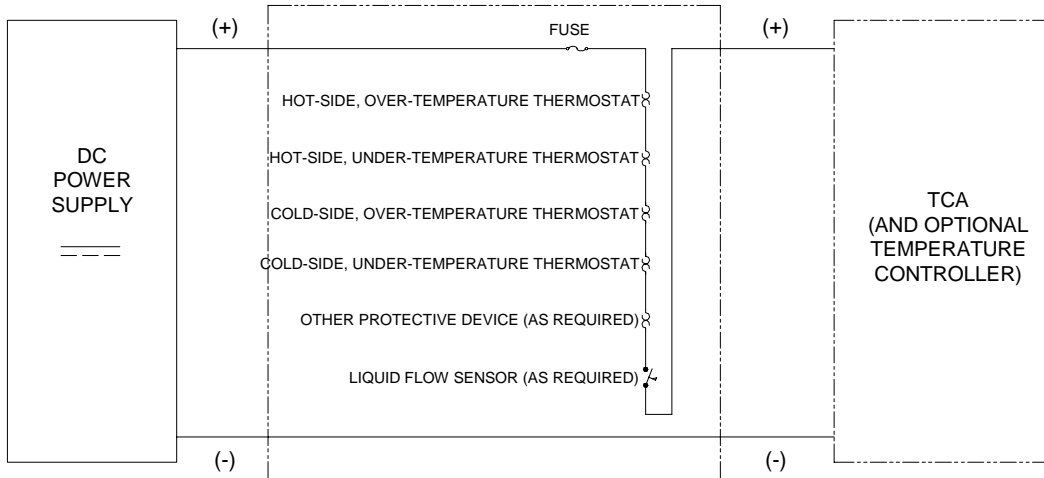 (+)
(+)
FUSE
HOT-SIDE, OVER-TEMPERATURE THERMOSTAT
HOT-SIDE, UNDER-TEMPERATURE THERMOSTAT
DC
POWER
SUPPLY
COLD-SIDE, OVER-TEMPERATURE THERMOSTAT
COLD-SIDE, UNDER-TEMPERATURE THERMOSTAT
OTHER PROTECTIVE DEVICE (AS REQUIRED)
LIQUID FLOW SENSOR (AS REQUIRED)
TCA
(AND OPTIONAL
TEMPERATURE
CONTROLLER)
(-)
(-)